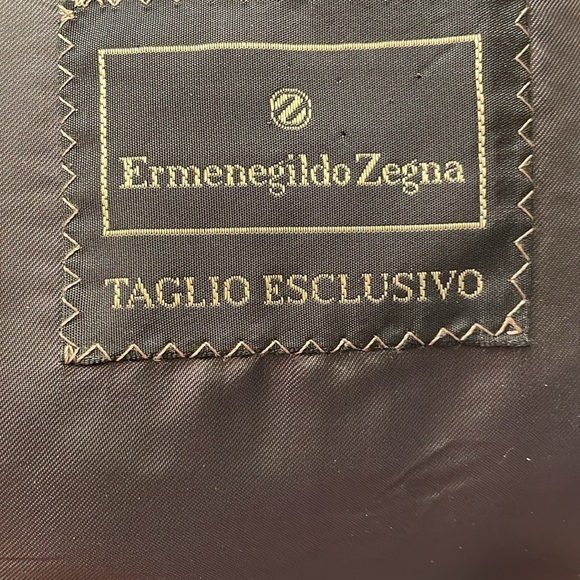 Ermenegildo Zegna
TAGLIO ESCLUSIVO